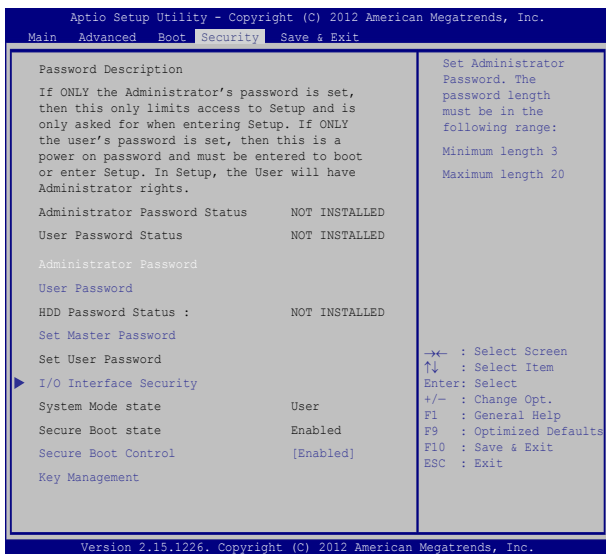 Aptio Setup Utility - Copyright (C) 2012 American Megatrends, Inc.
Main Advanced Boot Security Save & Exit
Password Description
If ONLY the Administrator's password is set,
then this only limits access to Setup and is
only asked for when entering Setup. If ONLY
the user's password is set, then this is a
power on password and must be entered to boot
or enter Setup. In Setup, the User will have
Administrator rights.
Administrator Password Status NOT INSTALLED
User Password Status NOT INSTALLED
Administrator Password
User Password
HDD Password Status : NOT INSTALLED
Set Master Password
Set User Password
I/O Interface Security
System Mode state User
Secure Boot state Enabled
Secure Boot Control [Enabled]
Key Management
Set Administrator
Password. The
password length
must be in the
following range:
Minimum length 3
Maximum length 20
→← : Select Screen
↑↓ : Select Item
Enter: Select
+/− : Change Opt.
F1 : General Help
F9 : Optimized Defaults
F10 : Save & Exit
ESC : Exit
Version 2.15.1226. Copyright (C) 2012 American Megatrends, Inc.